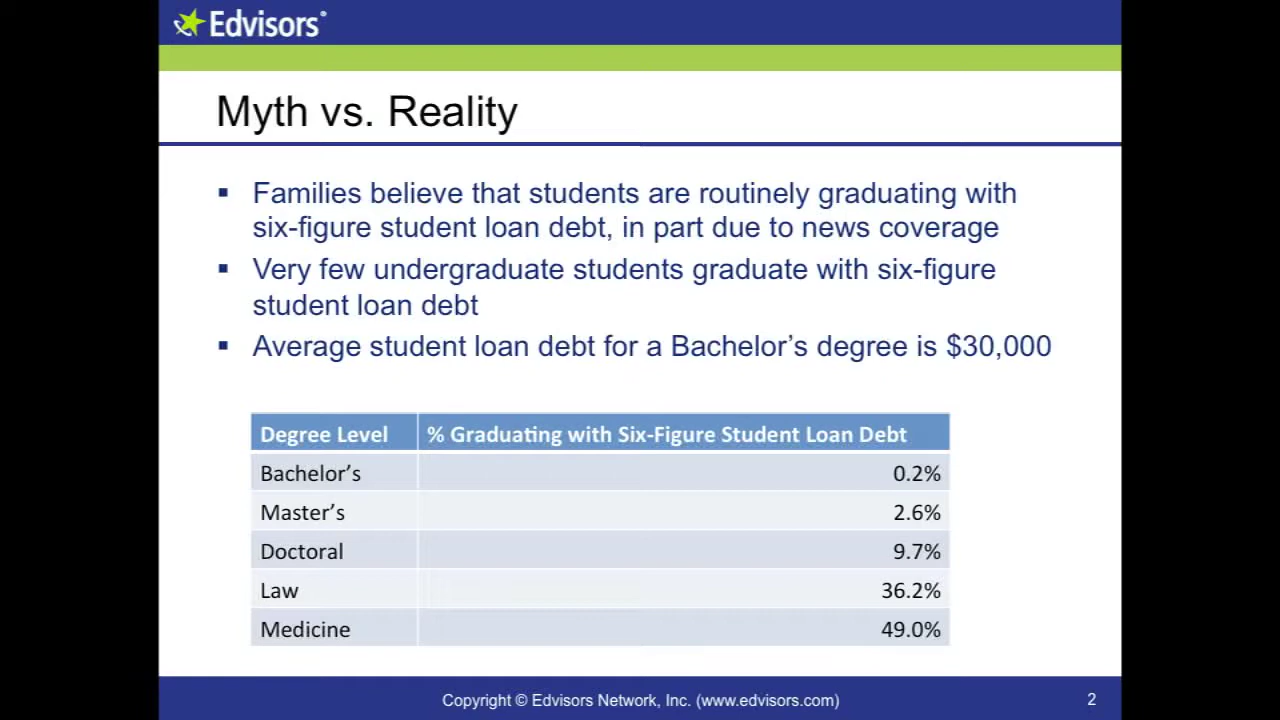 Edvisors®
Myth vs. Reality
▪ Families believe that students are routinely graduating with
six-figure student loan debt, in part due to news coverage
▪ Very few undergraduate students graduate with six-figure
student loan debt
▪ Average student loan debt for a Bachelor’s degree is $30,000
Degree Level % Graduating with Six-Figure Student Loan Debt
Bachelor’s 0.2%
Master’s 2.6%
Doctoral 9.7%
Law 36.2%
Medicine 49.0%
Copyright © Edvisors Network, Inc. (www.edvisors.com) 2